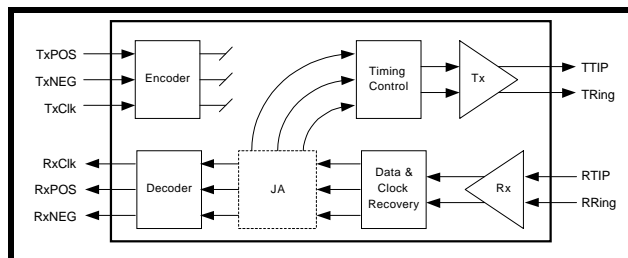 TxPOS
TxNEG
TxClk
Encoder
Timing
Control
Tx
TTIP
TRing
RxClk
RxPOS
RxNEG
Decoder
JA
Data &
Clock
Recovery
Rx
RTIP
RRing